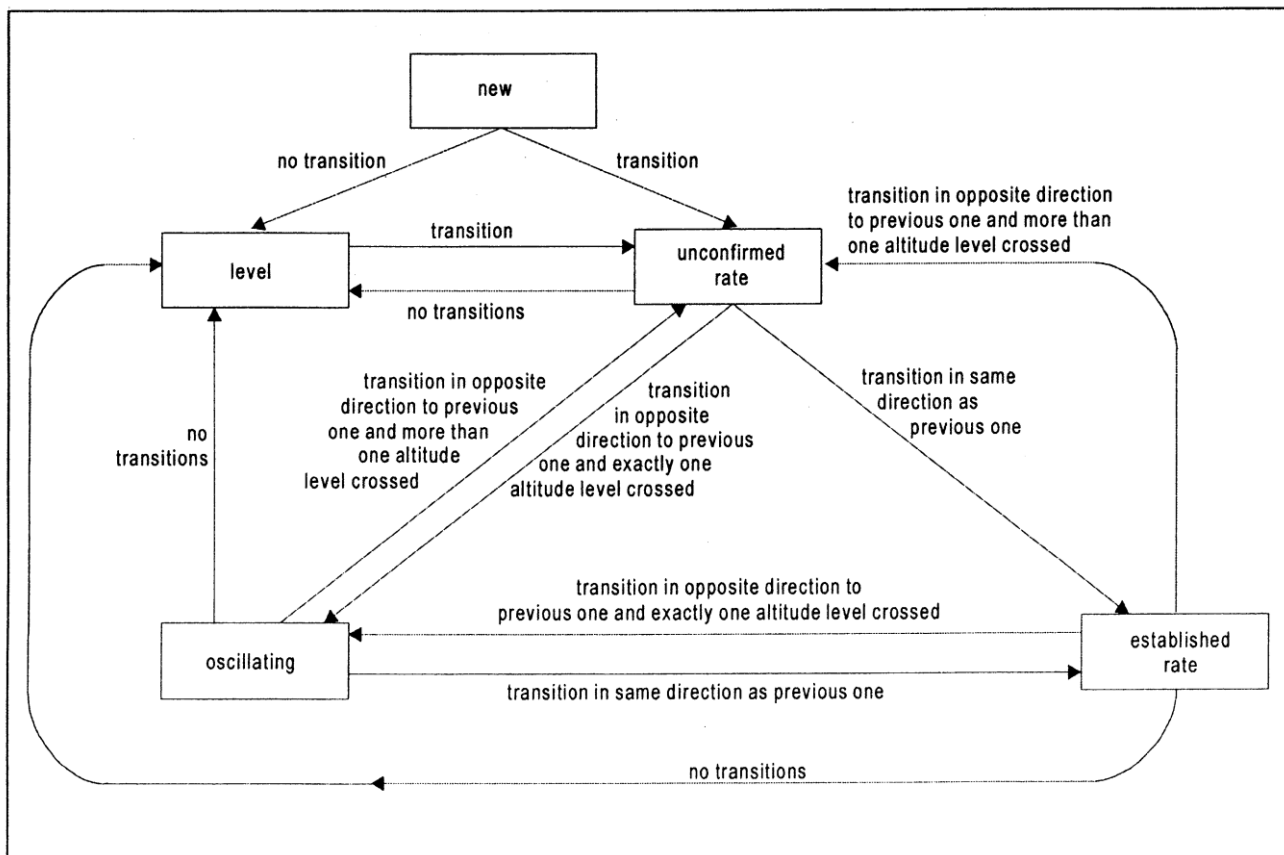 new
no transition
transition
transition in opposite direction
to previous one and more than
one altitude level crossed
level
transition
unconfirmed
rate
no transitions
transition in opposite
direction to previous
one and more than
one altitude
level crossed
transition
in opposite
direction to previous
one and exactly one
altitude level crossed
transition in same
direction as
previous one
no
transitions
transition in opposite direction to
previous one and exactly one altitude level crossed
oscillating
established
rate
transition in same direction as previous one
no transitions